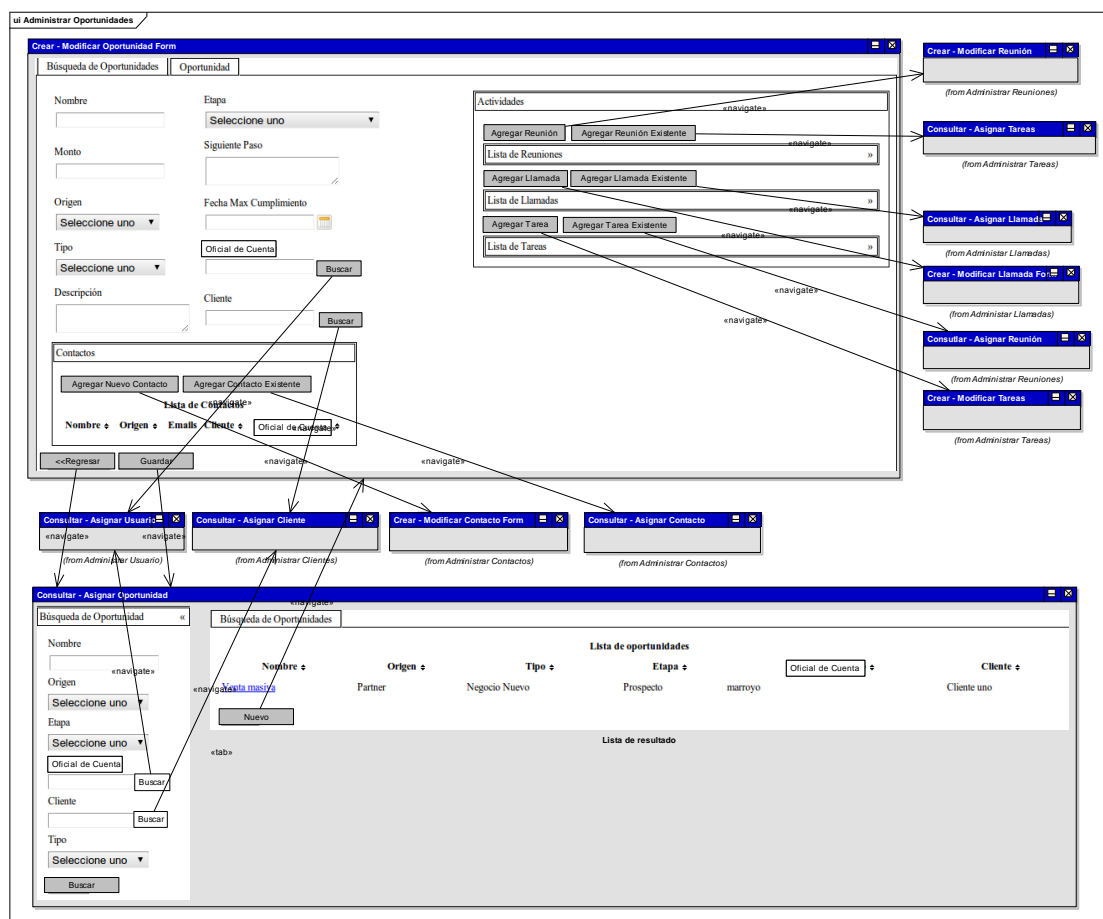 ui Administrar Oportunidades
Crear - Modificar Oportunidad Form
Búsqueda de Oportunidades
Oportunidad
Nombre
Etapa
Seleccione uno
Monto
Siguiente Paso
Origen
Seleccione uno
Fecha Max Cumplimiento
Tipo
Seleccione uno
Oficial de Cuenta
Buscar
Descripción
Cliente
Buscar
Actividades
«navigate»
Agregar Reunión
Agregar Reunión Existente
«navigate»
Lista de Reuniones »
Agregar Llamada
Agregar Llamada Existente
Lista de Llamadas »
«navigate»
Agregar Tarea
Agregar Tarea Existente
«navigate»
Lista de Tareas »
«navigate»
«navigate»
Contactos
Agregar Nuevo Contacto
Agregar Contacto Existente
Lista de Contactos
«navigate»
Nombre
Origen
Emails
Cliente
Oficial de Cuenta
«navigate»
<<Regresar
Guardar
«navigate»
«navigate»
Crear - Modificar Reunión
(from Administrar Reuniones)
Consultar - Asignar Tareas
(from Administrar Tareas)
Consultar - Asignar Llamadas
(from Administar Llamadas)
Crear - Modificar Llamada Form
(from Administar Llamadas)
Consutlar - Asignar Reunión
(from Administrar Reuniones)
Crear - Modificar Tareas
(from Administrar Tareas)
Consultar - Asignar Usuario
«navigate»
«navigate»
(from Administrar Usuario)
Consultar - Asignar Cliente
(from Administrar Clientes)
Crear - Modificar Contacto Form
(from Administrar Contactos)
Consultar - Asignar Contacto
(from Administrar Contactos)
Consultar - Asignar Oportunidad
«navigate»
Búsqueda de Oportunidad «
Nombre
«navigate»
Origen
Seleccione uno
Etapa
Seleccione uno
Oficial de Cuenta
Buscar
Cliente
Buscar
Tipo
Seleccione uno
Buscar
Búsqueda de Oportunidades
Lista de oportunidades
Nombre
Origen
Tipo
Etapa
Oficial de Cuenta
Cliente
«navigate»
Venta masiva
Partner
Negocio Nuevo
Prospecto
marroyo
Cliente uno
Nuevo
Lista de resultado
«tab»